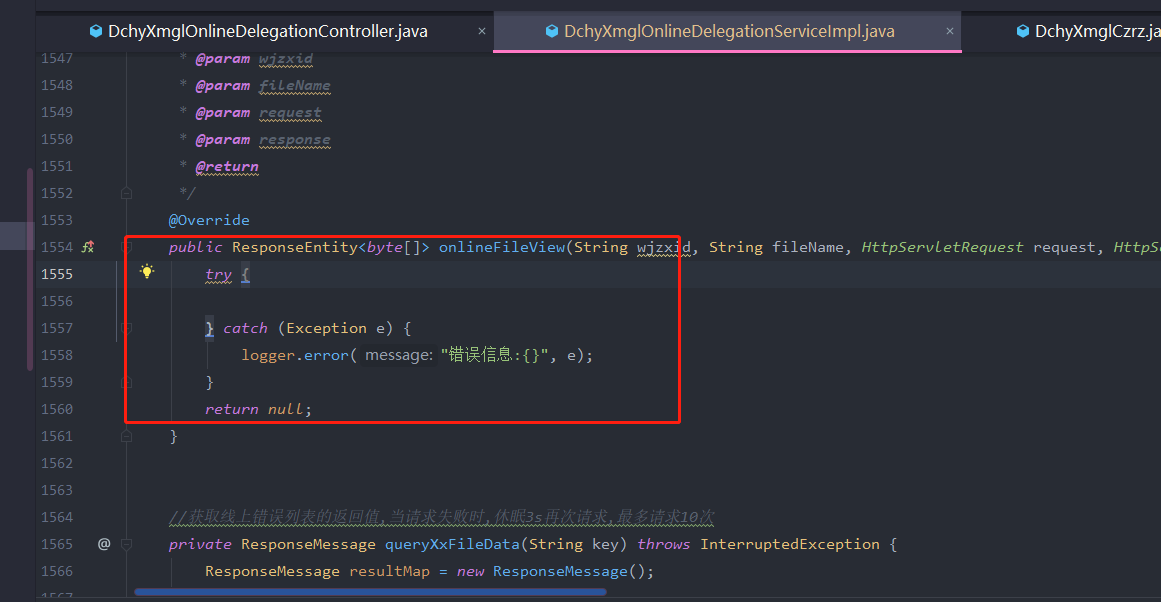 DchyXmglOnlineDelegationController.java × DchyXmglOnlineDelegationServiceImpl.java × DchyXmglCzrz.ja
1547 * @param wjzxid
1548 * @param fileName
1549 * @param request
1550 * @param response
1551 * @return
1552 */
1553 @Override
1554 public ResponseEntity<byte[]> onlineFileView(String wjzxid, String fileName, HttpServletRequest request, HttpS
1555 try {
1556
1557 } catch (Exception e) {
1558 logger.error( message: "错误信息:{}", e);
1559 }
1560 return null;
1561 }
1562
1563
1564 //获取线上错误列表的返回值,当请求失败时,休眠3s再次请求,最多请求10次
1565 @ private ResponseMessage queryXxFileData(String key) throws InterruptedException {
1566 ResponseMessage resultMap = new ResponseMessage();
1567